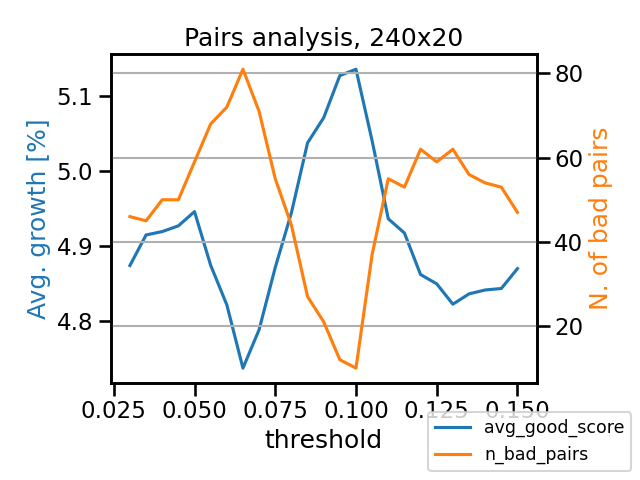 Pairs analysis, 240x20
Avg. growth [%]
5.1
5.0
4.9
4.8
80
60
40
20
N. of bad pairs
0.025 0.050 0.075 0.100 0.125 0.150
threshold
avg_good_score
n_bad_pairs